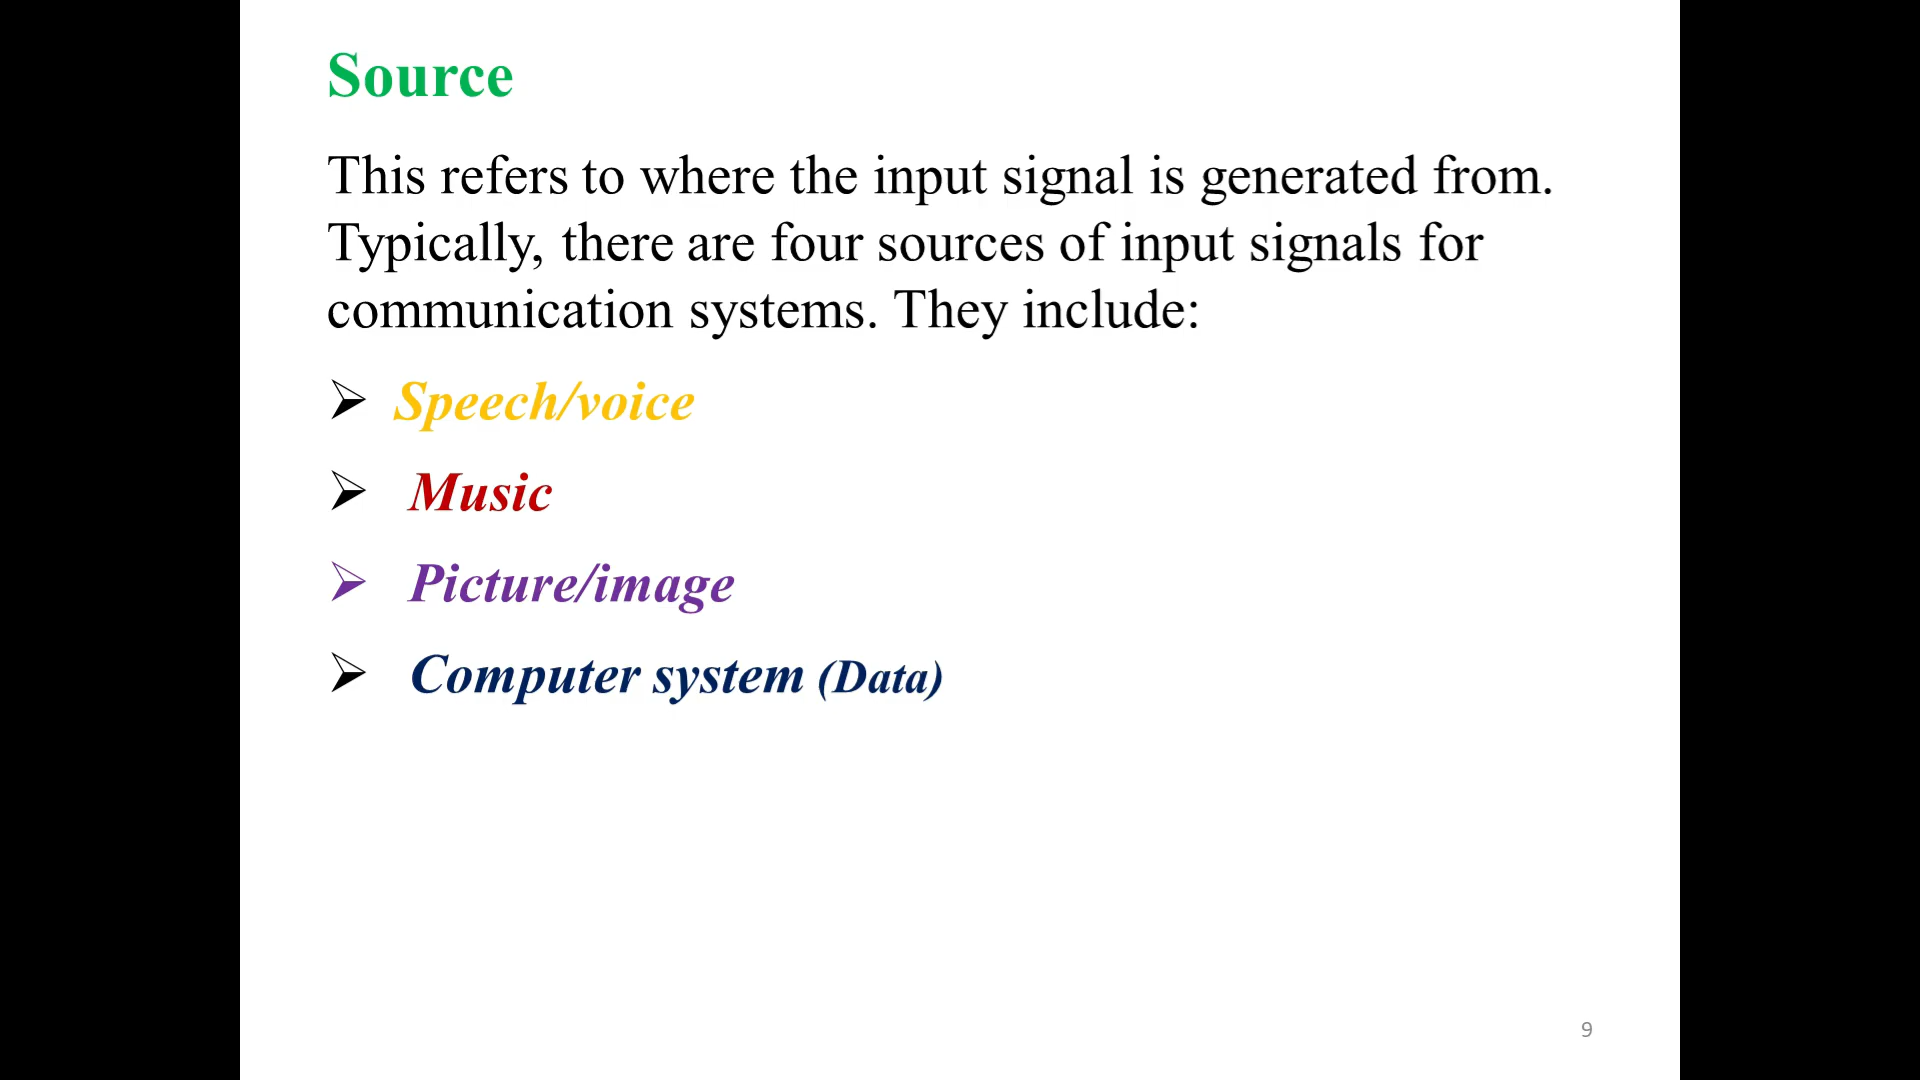 Source
This refers to where the input signal is generated from.
Typically, there are four sources of input signals for
communication systems. They include:
➢ Speech/voice
➢ Music
➢ Picture/image
➢ Computer system (Data)
9